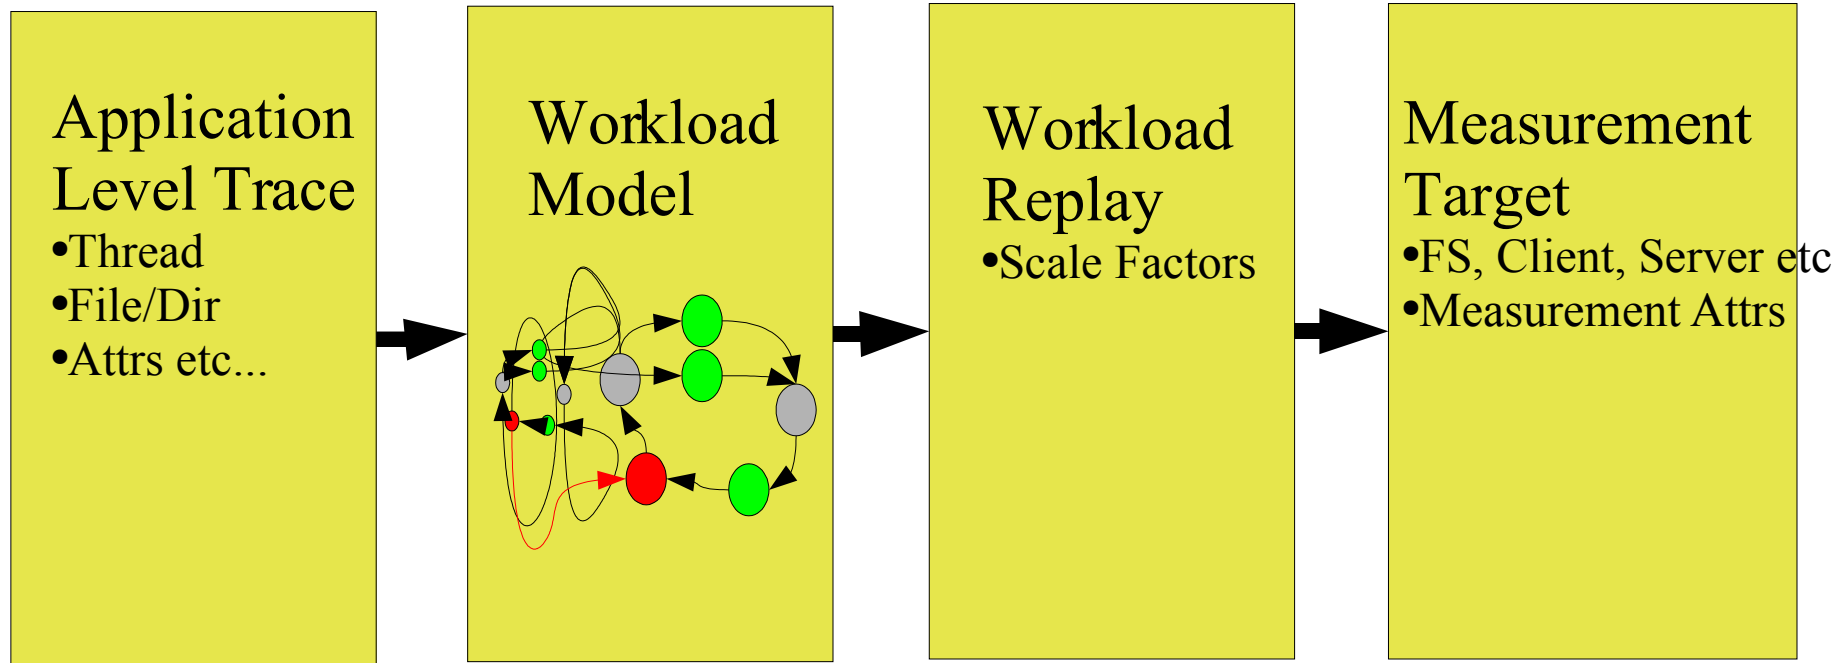 Application
Level Trace
•Thread
•File/Dir
•Attrs etc...
Workload
Model
Workload
Replay
•Scale Factors
Measurement
Target
•FS, Client, Server etc
•Measurement Attrs